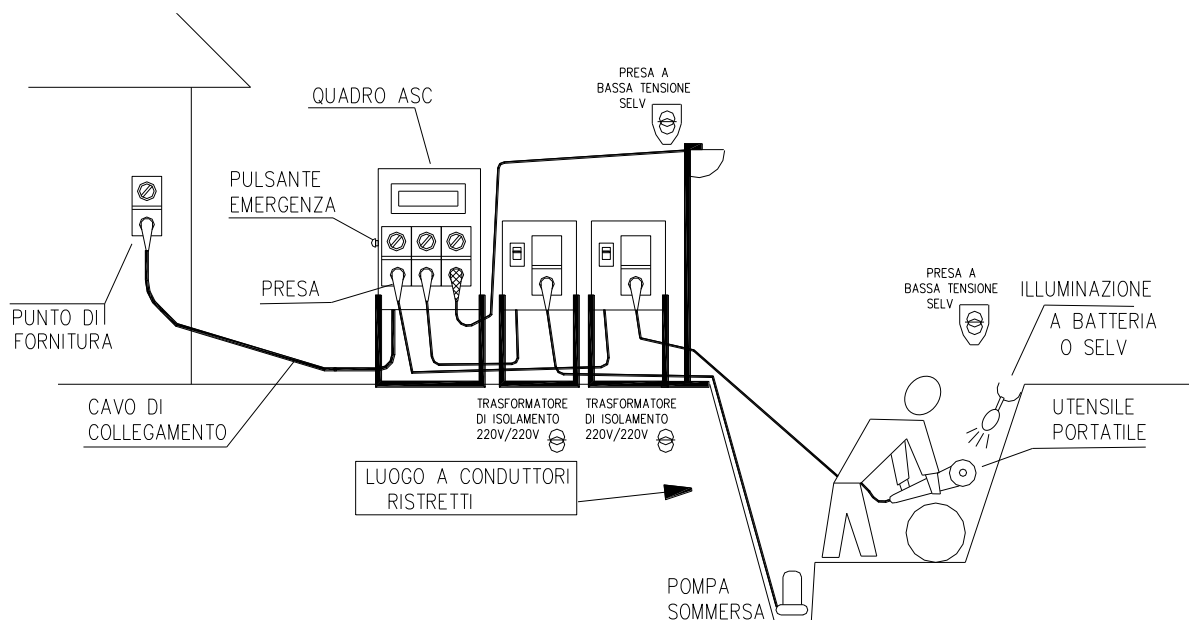 PRESA A
BASSA TENSIONE
SELV
QUADRO ASC
PULSANTE
EMERGENZA
PRESA
PUNTO DI
FORNITURA
PRESA A
BASSA TENSIONE
SELV
ILLUMINAZIONE
A BATTERIA
O SELV
CAVO DI
COLLEGAMENTO
TRASFORMATORE
DI ISOLAMENTO
220V/220V
TRASFORMATORE
DI ISOLAMENTO
220V/220V
UTENSILE
PORTATILE
LUOGO A CONDUTTORI
RISTRETTI
POMPA
SOMMERSA